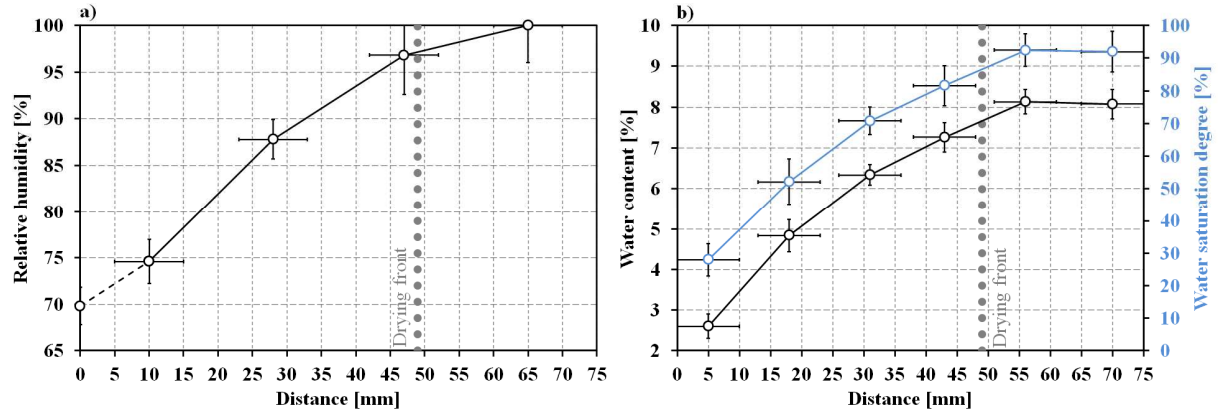 a)
Relative humidity [%]
100
95
90
85
80
75
70
65
Drying front
0 5 10 15 20 25 30 35 40 45 50 55 60 65 70 75
Distance [mm]
b)
Water content [%]
10
9
8
7
6
5
4
3
2
Drying front
100
90
80
70
60
50
40
30
20
10
0
Water saturation degree [%]
0 5 10 15 20 25 30 35 40 45 50 55 60 65 70 75
Distance [mm]